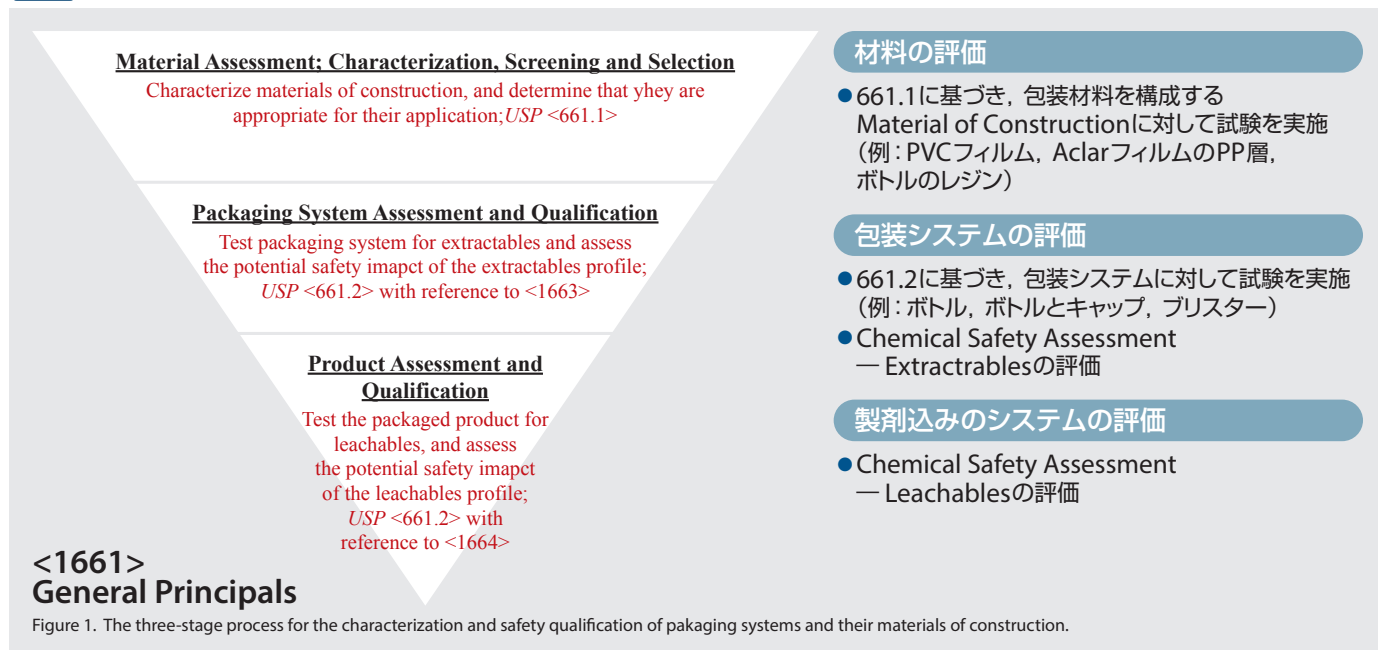 Material Assessment; Characterization, Screening and Selection
Characterize materials of construction, and determine that yhey are
appropriate for their application; USP <661.1>
Packaging System Assessment and Qualification
Test packaging system for extractables and assess
the potential safety imapct of the extractables profile;
USP <661.2> with reference to <1663>
Product Assessment and
Qualification
Test the packaged product for
leachables, and assess
the potential safety imapct
of the leachables profile;
USP <661.2> with
reference to <1664>
<1661>
General Principals
材料の評価
●661.1に基づき，包装材料を構成する
Material of Constructionに対して試験を実施
（例：PVCフィルム，AclarフィルムのPP層，
ボトルのレジン）
包装システムの評価
●661.2に基づき，包装システムに対して試験を実施
（例：ボトル，ボトルとキャップ，ブリスター）
●Chemical Safety Assessment
― Extractrablesの評価
製剤込みのシステムの評価
●Chemical Safety Assessment
― Leachablesの評価
Figure 1. The three-stage process for the characterization and safety qualification of pakaging systems and their materials of construction.